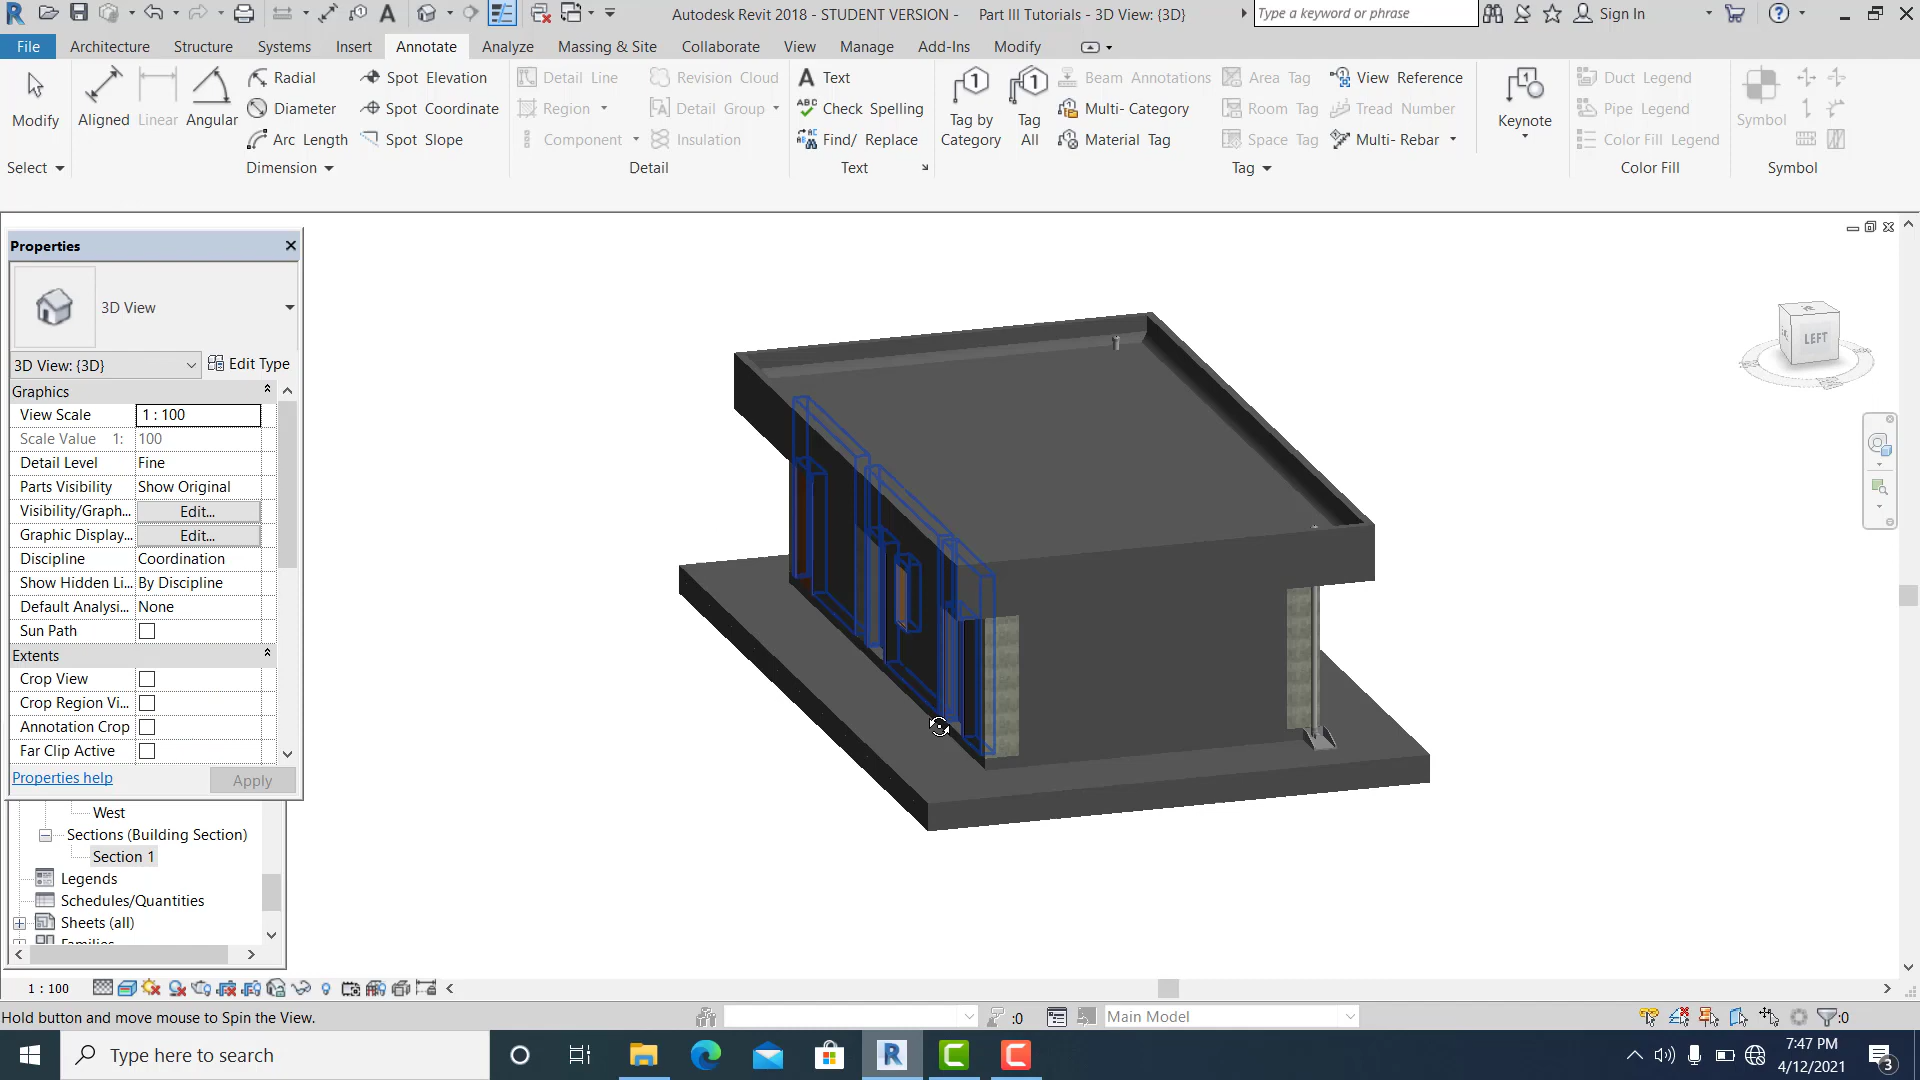 Autodesk Revit 2018 - STUDENT VERSION -    Part III Tutorials - 3D View: {3D}
Type a keyword or phrase
Sign In
File
Architecture
Structure
Systems
Insert
Annotate
Analyze
Massing & Site
Collaborate
View
Manage
Add-Ins
Modify
Modify
Aligned
Linear
Angular
Radial
Diameter
Arc Length
Spot Elevation
Spot Coordinate
Spot Slope
Detail Line
Region
Component
Revision Cloud
Detail Group
Insulation
Text
Check Spelling
Find/ Replace
Tag by
Category
Tag
All
Beam Annotations
Multi- Category
Material Tag
Area Tag
Room Tag
Space Tag
View Reference
Tread Number
Multi- Rebar
Keynote
Duct Legend
Pipe Legend
Color Fill Legend
Symbol
Select
Dimension
Detail
Text
Tag
Color Fill
Symbol
Properties
3D View
3D View: {3D}
Edit Type
Graphics
View Scale 1 : 100
Scale Value 1: 100
Detail Level Fine
Parts Visibility Show Original
Visibility/Graph... Edit...
Graphic Display... Edit...
Discipline Coordination
Show Hidden Li... By Discipline
Default Analysi... None
Sun Path
Extents
Crop View
Crop Region Vi...
Annotation Crop
Far Clip Active
Properties help
Apply
West
Sections (Building Section)
Section 1
Legends
Schedules/Quantities
Sheets (all)
LEFT
1 : 100
Hold button and move mouse to Spin the View.
:0
Main Model
:0
Type here to search
7:47 PM
4/12/2021
3